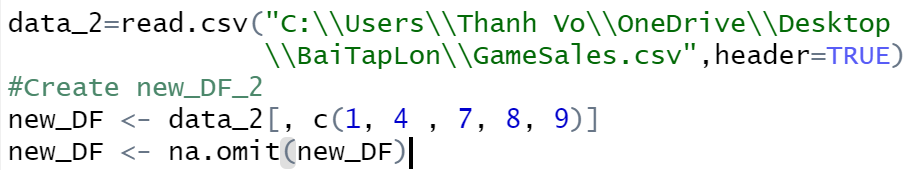 data_2=read.csv("C:\\Users\\Thanh Vo\\OneDrive\\Desktop
\\BaiTapLon\\GameSales.csv",header=TRUE)
#Create new_DF_2
new_DF <- data_2[, c(1, 4 , 7, 8, 9)]
new_DF <- na.omit(new_DF)